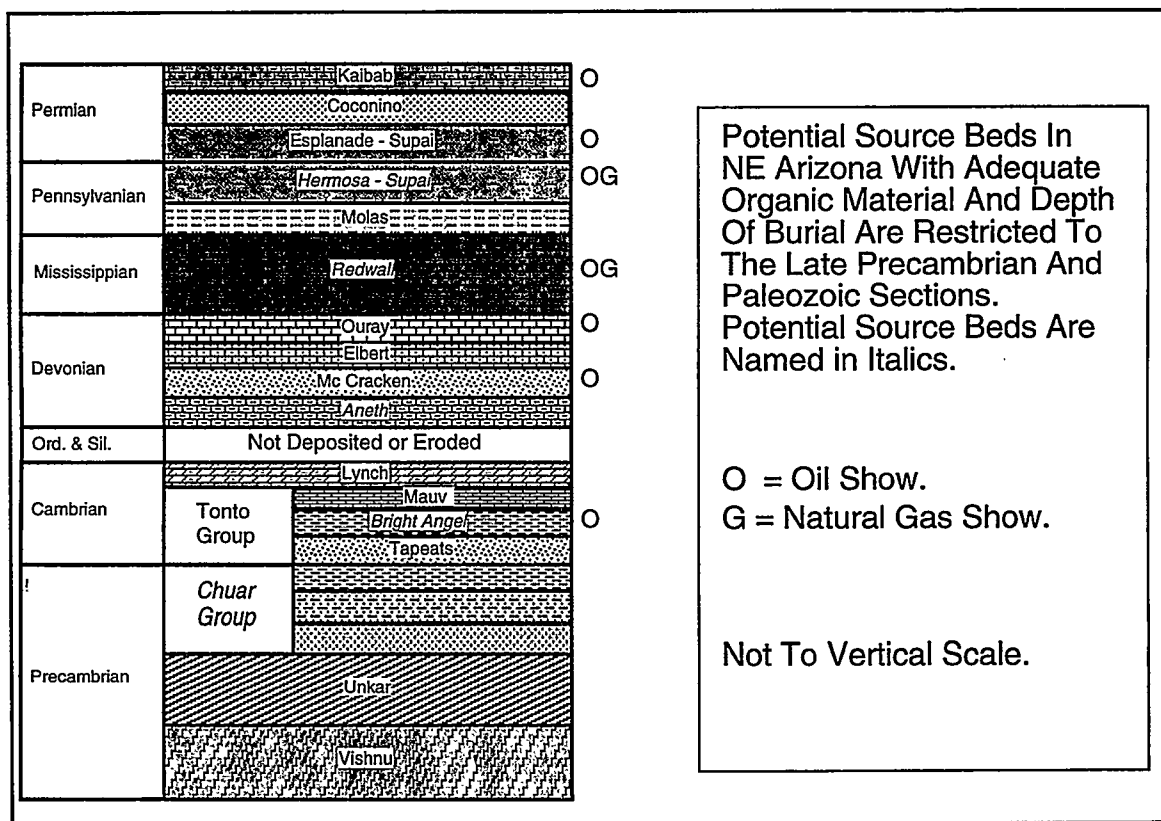 Permian
Kaibab
O
Coconino
Esplanade - Supai
O
Pennsylvanian
Hermosa - Supai
OG
Molas
Mississippian
Redwall
OG
Devonian
Ouray
O
Elbert
Mc Cracken
O
Aneth
Ord. & Sil.
Not Deposited or Eroded
Cambrian
Lynch
Tonto
Group
Mauv
Bright Angel
O
Tapeats
Precambrian
Chuar
Group
Unkar
Vishnu
Potential Source Beds In
NE Arizona With Adequate
Organic Material And Depth
Of Burial Are Restricted To
The Late Precambrian And
Paleozoic Sections.
Potential Source Beds Are
Named in Italics.
O = Oil Show.
G = Natural Gas Show.
Not To Vertical Scale.